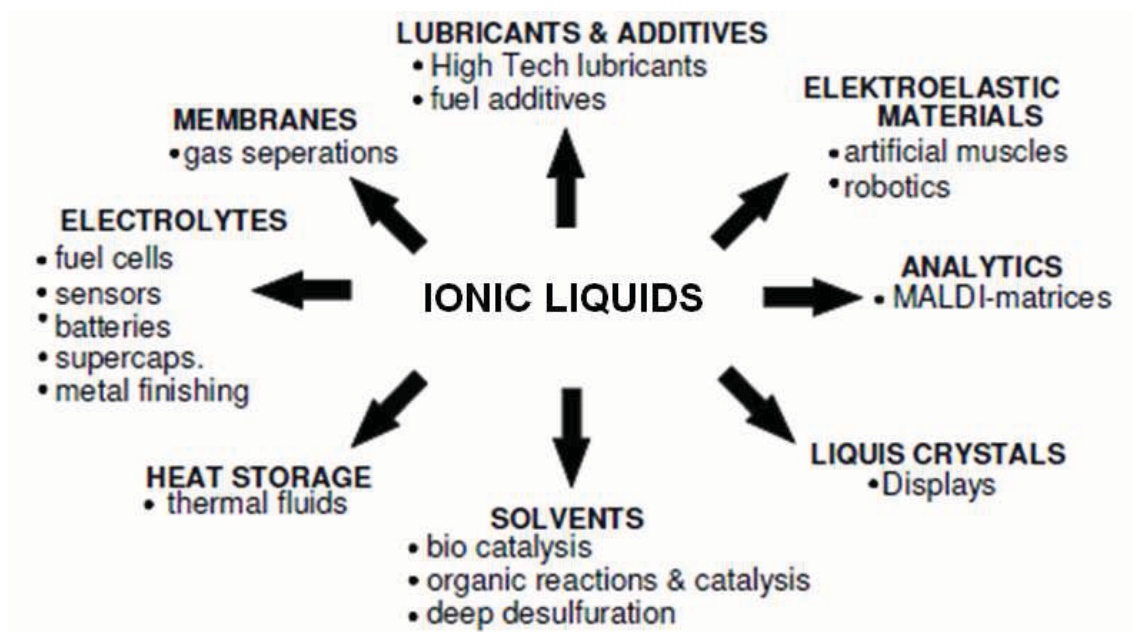 LUBRICANTS & ADDITIVES
• High Tech lubricants
• fuel additives
ELEKTROELASTIC
MATERIALS
• artificial muscles
• robotics
MEMBRANES
• gas seperations
ELECTROLYTES
• fuel cells
• sensors
• batteries
• supercaps.
• metal finishing
IONIC LIQUIDS
ANALYTICS
• MALDI-matrices
HEAT STORAGE
• thermal fluids
SOLVENTS
• bio catalysis
• organic reactions & catalysis
• deep desulfuration
LIQUIS CRYSTALS
• Displays